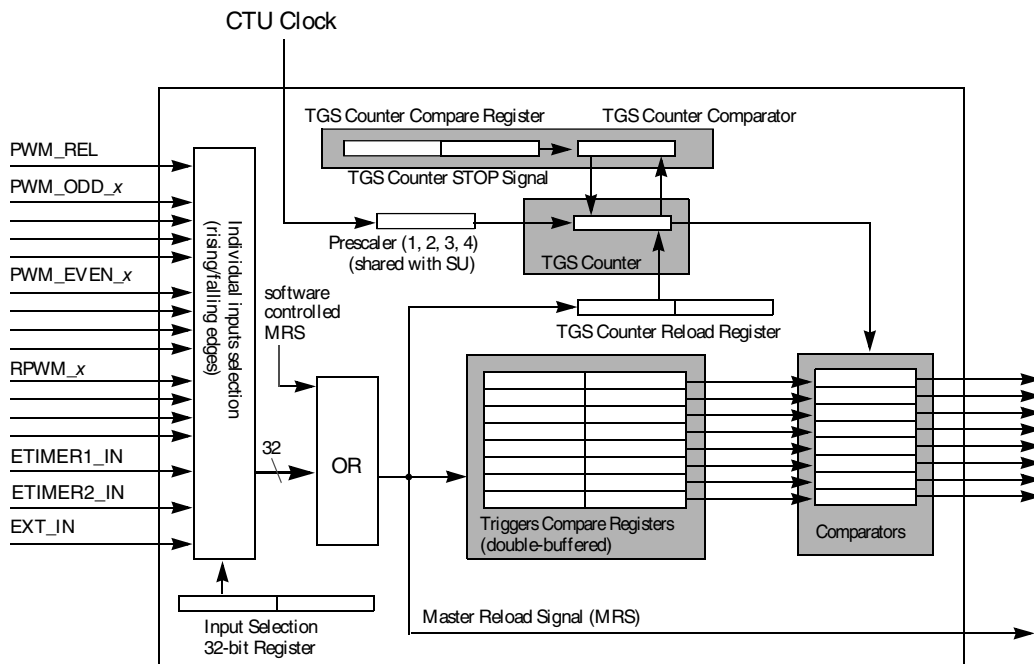 CTU Clock
TGS Counter Compare Register
TGS Counter Comparator
TGS Counter STOP Signal
PWM_REL
PWM_ODD_x
PWM_EVEN_x
RPWM_x
ETIMER1_IN
ETIMER2_IN
EXT_IN
Individual inputs selection
(rising/falling edges)
Prescaler (1, 2, 3, 4)
(shared with SU)
TGS Counter
software
controlled
MRS
TGS Counter Reload Register
32
OR
Triggers Compare Registers
(double-buffered)
Comparators
Input Selection
32-bit Register
Master Reload Signal (MRS)